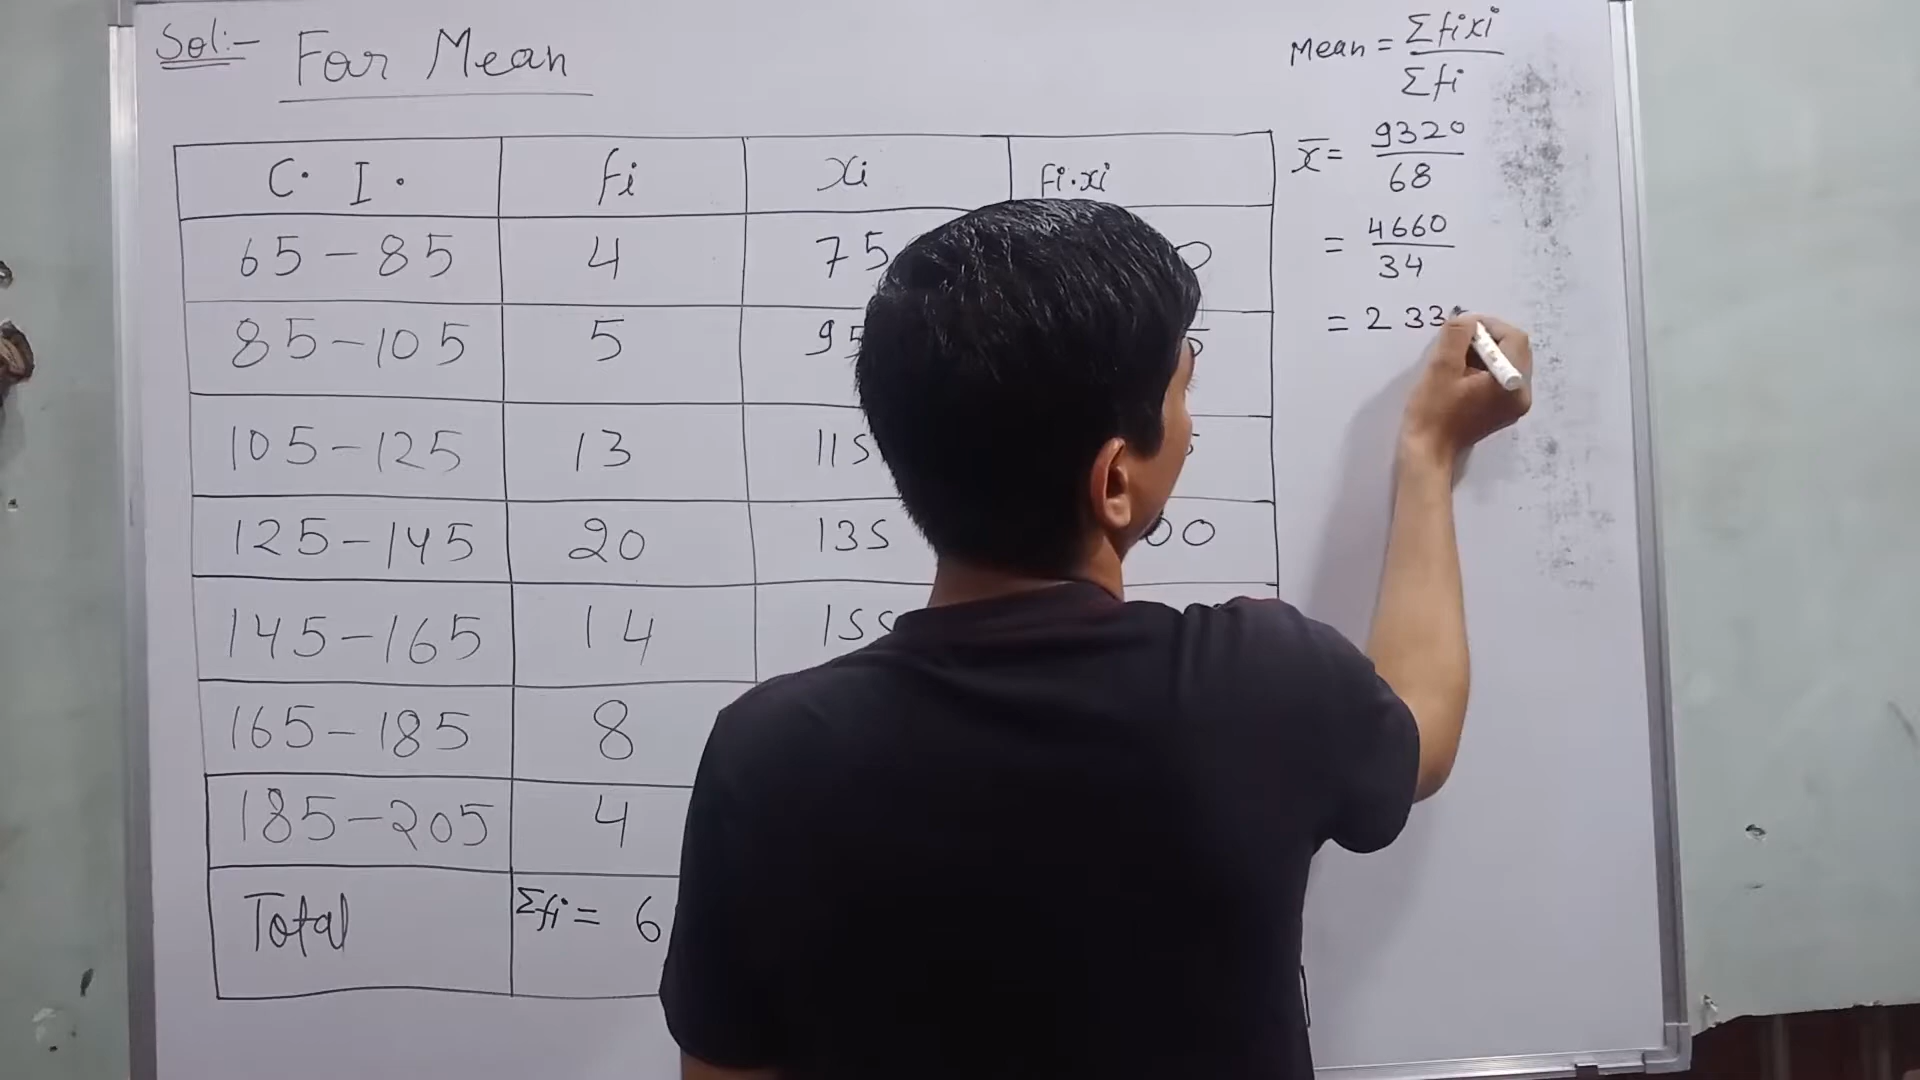 Sol:- For Mean
C. I. fi xi fi.xi
65-85 4 75
85-105 5
105-125 13 115
125-145 20 135
145-165 14
165-185 8
185-205 4
Total Σfi =
Mean = Σfixi
Σfi
x̄ = 9320
68
= 4660
34
= 233